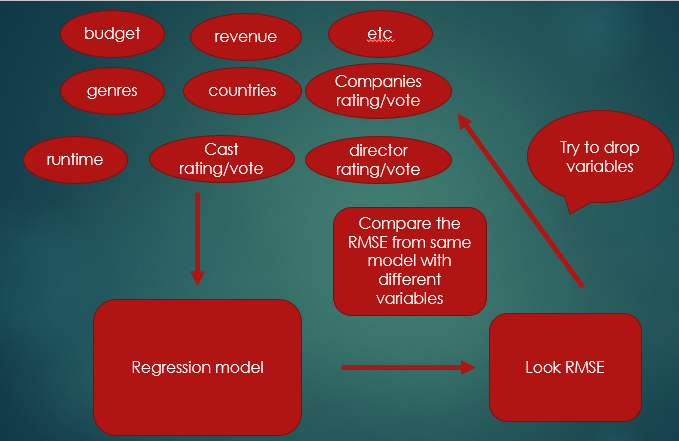 budget
revenue
etc
genres
countries
Companies
rating/vote
runtime
Cast
rating/vote
director
rating/vote
Try to drop
variables
Compare the
RMSE from same
model with
different
variables
Regression model
Look RMSE